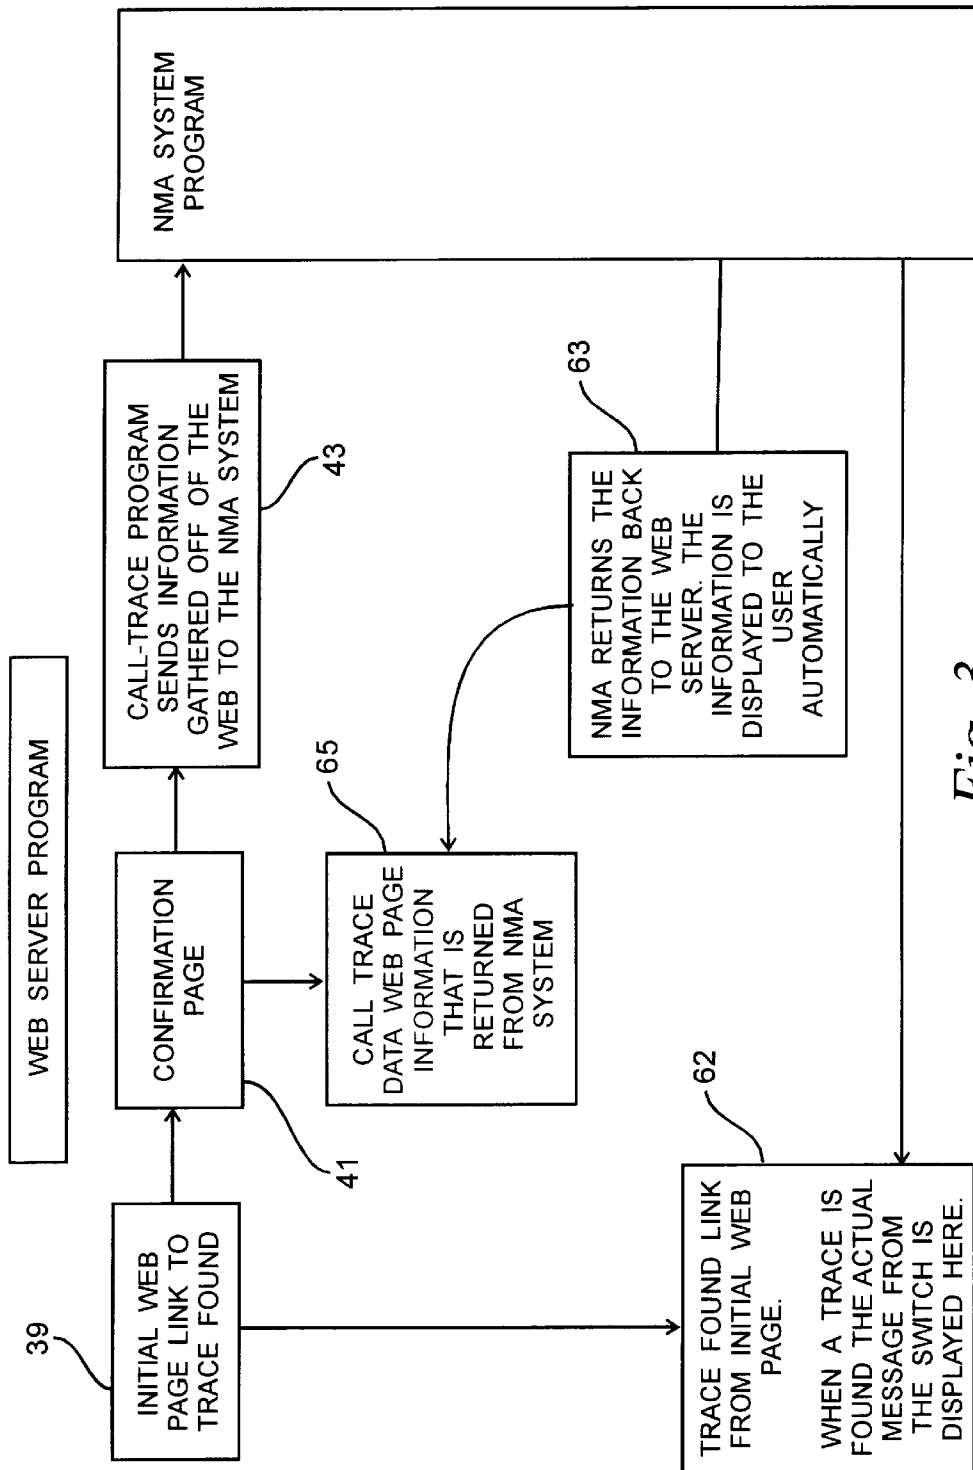 WEB SERVER PROGRAM
39
INITIAL WEB
PAGE LINK TO
TRACE FOUND
CONFIRMATION
PAGE
41
CALL-TRACE PROGRAM
SENDS INFORMATION
GATHERED OFF OF THE
WEB TO THE NMA SYSTEM
43
NMA SYSTEM
PROGRAM
65
CALL TRACE
DATA WEB PAGE
INFORMATION
THAT IS
RETURNED
FROM NMA
SYSTEM
63
NMA RETURNS THE
INFORMATION BACK
TO THE WEB
SERVER. THE
INFORMATION IS
DISPLAYED TO THE
USER
AUTOMATICALLY
62
TRACE FOUND LINK
FROM INITIAL WEB
PAGE.
WHEN A TRACE IS
FOUND THE ACTUAL
MESSAGE FROM
THE SWITCH IS
DISPLAYED HERE.
Fig.